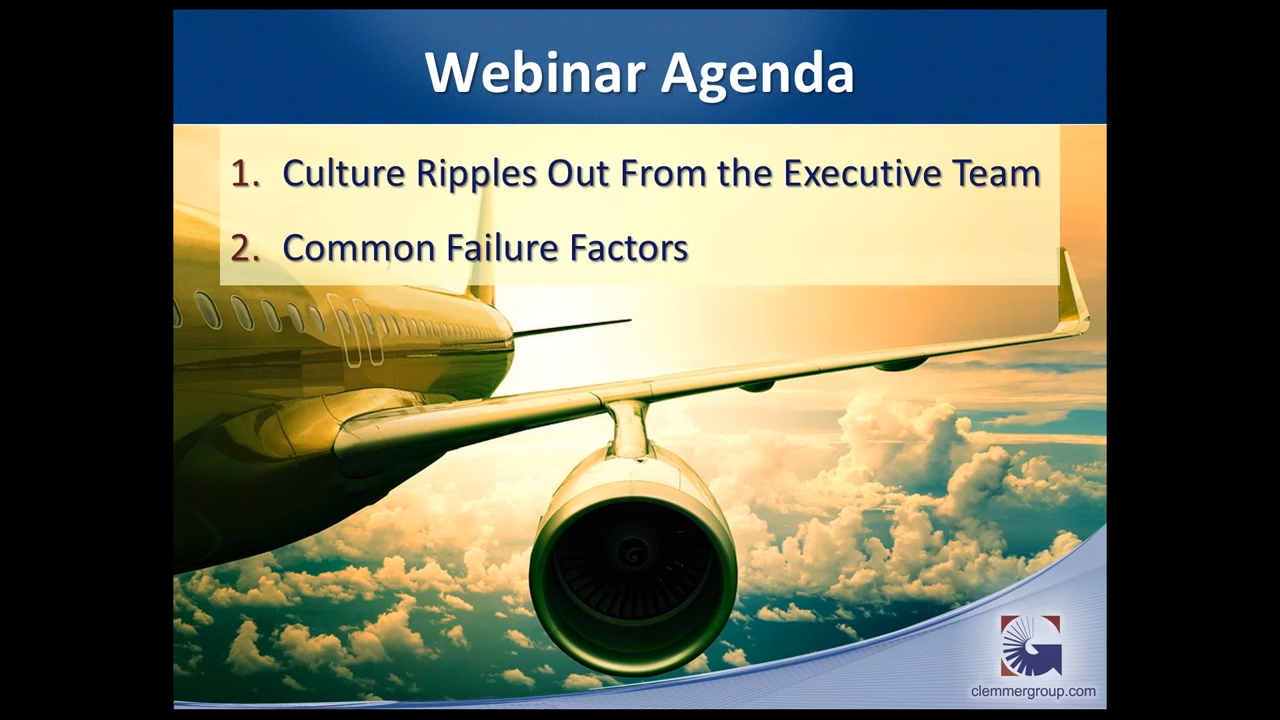 Webinar Agenda
1. Culture Ripples Out From the Executive Team
2. Common Failure Factors
clemmergroup.com